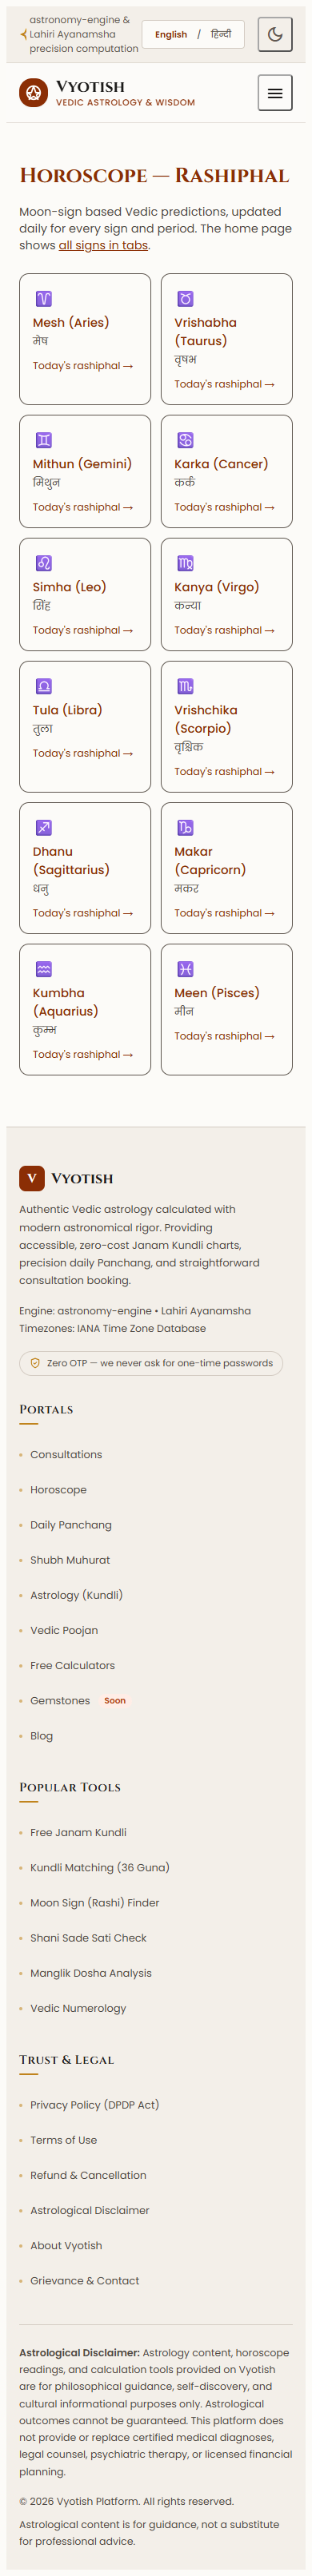 astronomy-engine &
Lahiri Ayanamsha
precision computation
English / हिन्दी
Vyotish
VEDIC ASTROLOGY & WISDOM
Horoscope — Rashiphal
Moon-sign based Vedic predictions, updated
daily for every sign and period. The home page
shows all signs in tabs.
♈
Mesh (Aries)
मेष
Today's rashiphal →
♉
Vrishabha
(Taurus)
वृषभ
Today's rashiphal →
♊
Mithun (Gemini)
मिथुन
Today's rashiphal →
♋
Karka (Cancer)
कर्क
Today's rashiphal →
♌
Simha (Leo)
सिंह
Today's rashiphal →
♍
Kanya (Virgo)
कन्या
Today's rashiphal →
♎
Tula (Libra)
तुला
Today's rashiphal →
♏
Vrishchika
(Scorpio)
वृश्चिक
Today's rashiphal →
♐
Dhanu
(Sagittarius)
धनु
Today's rashiphal →
♑
Makar
(Capricorn)
मकर
Today's rashiphal →
♒
Kumbha
(Aquarius)
कुम्भ
Today's rashiphal →
♓
Meen (Pisces)
मीन
Today's rashiphal →
V Vyotish
Authentic Vedic astrology calculated with
modern astronomical rigor. Providing
accessible, zero-cost Janam Kundli charts,
precision daily Panchang, and straightforward
consultation booking.
Engine: astronomy-engine • Lahiri Ayanamsha
Timezones: IANA Time Zone Database
Zero OTP — we never ask for one-time passwords
Portals
Consultations
Horoscope
Daily Panchang
Shubh Muhurat
Astrology (Kundli)
Vedic Poojan
Free Calculators
Gemstones Soon
Blog
Popular Tools
Free Janam Kundli
Kundli Matching (36 Guna)
Moon Sign (Rashi) Finder
Shani Sade Sati Check
Manglik Dosha Analysis
Vedic Numerology
Trust & Legal
Privacy Policy (DPDP Act)
Terms of Use
Refund & Cancellation
Astrological Disclaimer
About Vyotish
Grievance & Contact
Astrological Disclaimer: Astrology content, horoscope
readings, and calculation tools provided on Vyotish
are for philosophical guidance, self-discovery, and
cultural informational purposes only. Astrological
outcomes cannot be guaranteed. This platform does
not provide or replace certified medical diagnoses,
legal counsel, psychiatric therapy, or licensed financial
planning.
© 2026 Vyotish Platform. All rights reserved.
Astrological content is for guidance, not a substitute
for professional advice.